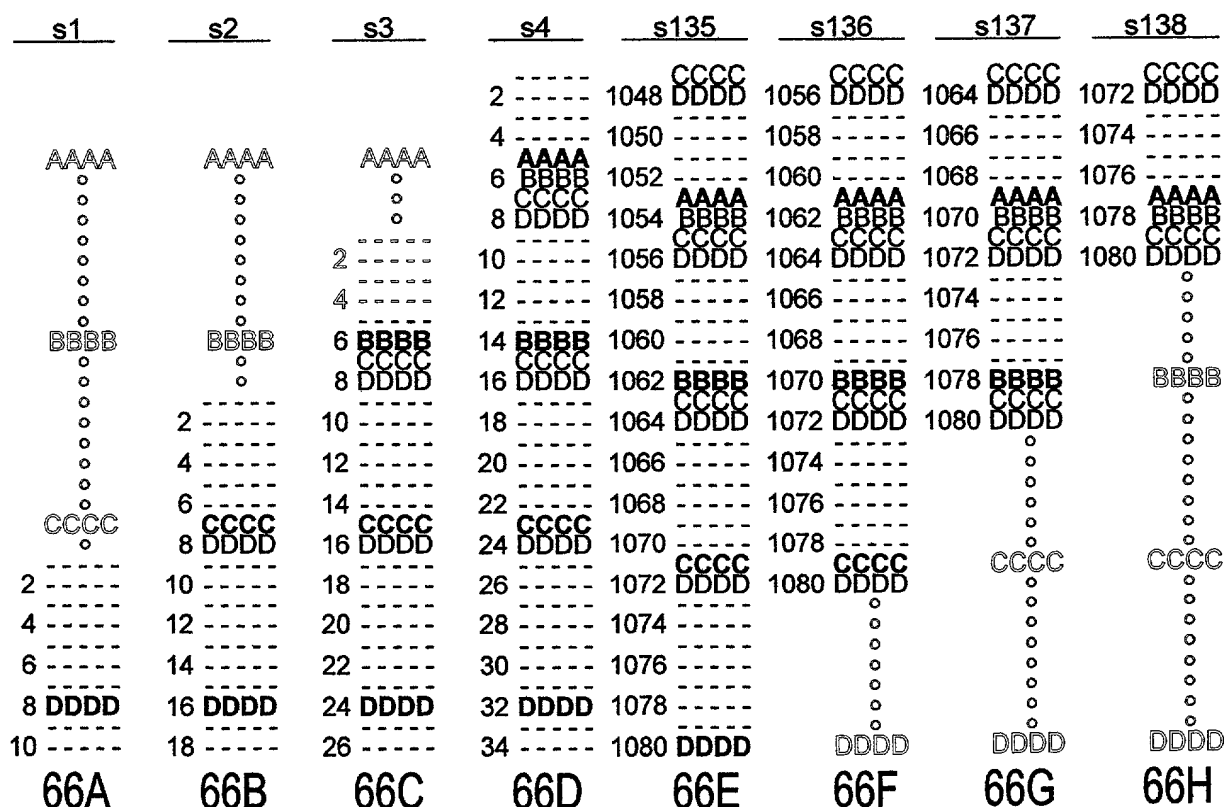 s1
AAAA
BBBB
CCCC
2 -----
4 -----
6 -----
8 DDDD
10 -----
66A
s2
AAAA
BBBB
2 -----
4 -----
6 -----
CCCC
8 DDDD
10 -----
12 -----
14 -----
16 DDDD
18 -----
66B
s3
AAAA
2 -----
4 -----
6 BBBB
CCCC
8 DDDD
10 -----
12 -----
14 -----
CCCC
16 DDDD
18 -----
20 -----
22 -----
24 DDDD
26 -----
66C
s4
2 -----
4 -----
AAAA
6 BBBB
CCCC
8 DDDD
10 -----
12 -----
14 BBBB
CCCC
16 DDDD
18 -----
20 -----
22 -----
CCCC
24 DDDD
26 -----
28 -----
30 -----
32 DDDD
34 -----
66D
s135
CCCC
1048 DDDD
1050 -----
1052 -----
AAAA
1054 BBBB
CCCC
1056 DDDD
1058 -----
1060 -----
1062 BBBB
CCCC
1064 DDDD
1066 -----
1068 -----
1070 -----
CCCC
1072 DDDD
1074 -----
1076 -----
1078 -----
1080 DDDD
66E
s136
CCCC
1056 DDDD
1058 -----
1060 -----
AAAA
1062 BBBB
CCCC
1064 DDDD
1066 -----
1068 -----
1070 BBBB
CCCC
1072 DDDD
1074 -----
1076 -----
1078 -----
CCCC
1080 DDDD
DDDD
66F
s137
CCCC
1064 DDDD
1066 -----
1068 -----
AAAA
1070 BBBB
CCCC
1072 DDDD
1074 -----
1076 -----
1078 BBBB
CCCC
1080 DDDD
CCCC
DDDD
66G
s138
CCCC
1072 DDDD
1074 -----
1076 -----
AAAA
1078 BBBB
CCCC
1080 DDDD
BBBB
CCCC
DDDD
66H